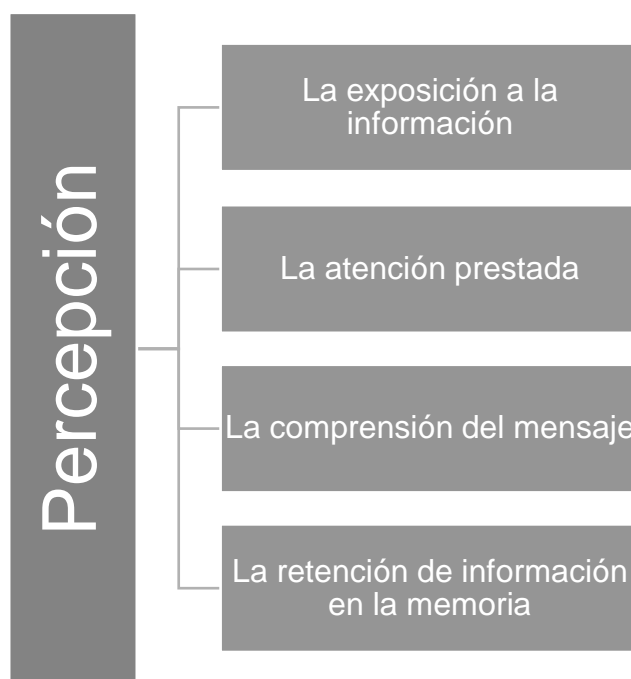 Percepción
La exposición a la
información
La atención prestada
La comprensión del mensaje
La retención de información
en la memoria